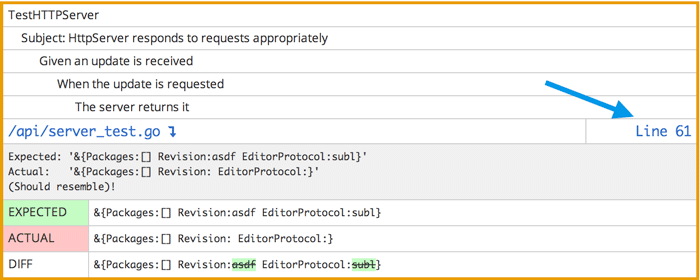 TestHTTPServer
Subject: HttpServer responds to requests appropriately
Given an update is received
When the update is requested
The server returns it
/api/server_test.go ↴ Line 61
Expected: '&{Packages:[] Revision:asdf EditorProtocol:subl}'
Actual:   '&{Packages:[] Revision: EditorProtocol:}'
(Should resemble)!
EXPECTED &{Packages:[] Revision:asdf EditorProtocol:subl}
ACTUAL &{Packages:[] Revision: EditorProtocol:}
DIFF &{Packages:[] Revision:asdf EditorProtocol:subl}